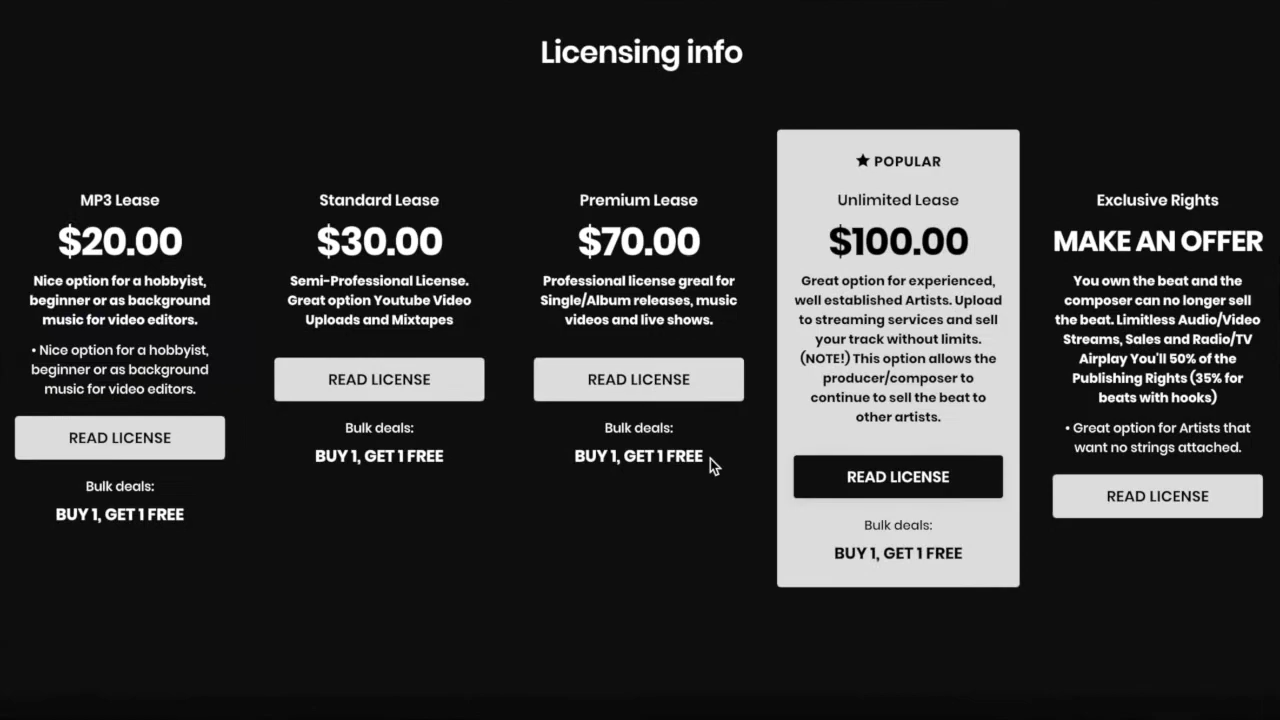 Licensing info
MP3 Lease
$20.00
Nice option for a hobbyist,
beginner or as background
music for video editors.
• Nice option for a hobbyist,
beginner or as background
music for video editors.
READ LICENSE
Bulk deals:
BUY 1, GET 1 FREE
Standard Lease
$30.00
Semi-Professional License.
Great option Youtube Video
Uploads and Mixtapes
READ LICENSE
Bulk deals:
BUY 1, GET 1 FREE
Premium Lease
$70.00
Professional license greal for
Single/Album releases, music
videos and live shows.
READ LICENSE
Bulk deals:
BUY 1, GET 1 FREE
★ POPULAR
Unlimited Lease
$100.00
Great option for experienced,
well established Artists. Upload
to streaming services and sell
your track without limits.
(NOTE!) This option allows the
producer/composer to
continue to sell the beat to
other artists.
READ LICENSE
Bulk deals:
BUY 1, GET 1 FREE
Exclusive Rights
MAKE AN OFFER
You own the beat and the
composer can no longer sell
the beat. Limitless Audio/Video
Streams, Sales and Radio/TV
Airplay You'll 50% of the
Publishing Rights (35% for
beats with hooks)
• Great option for Artists that
want no strings attached.
READ LICENSE